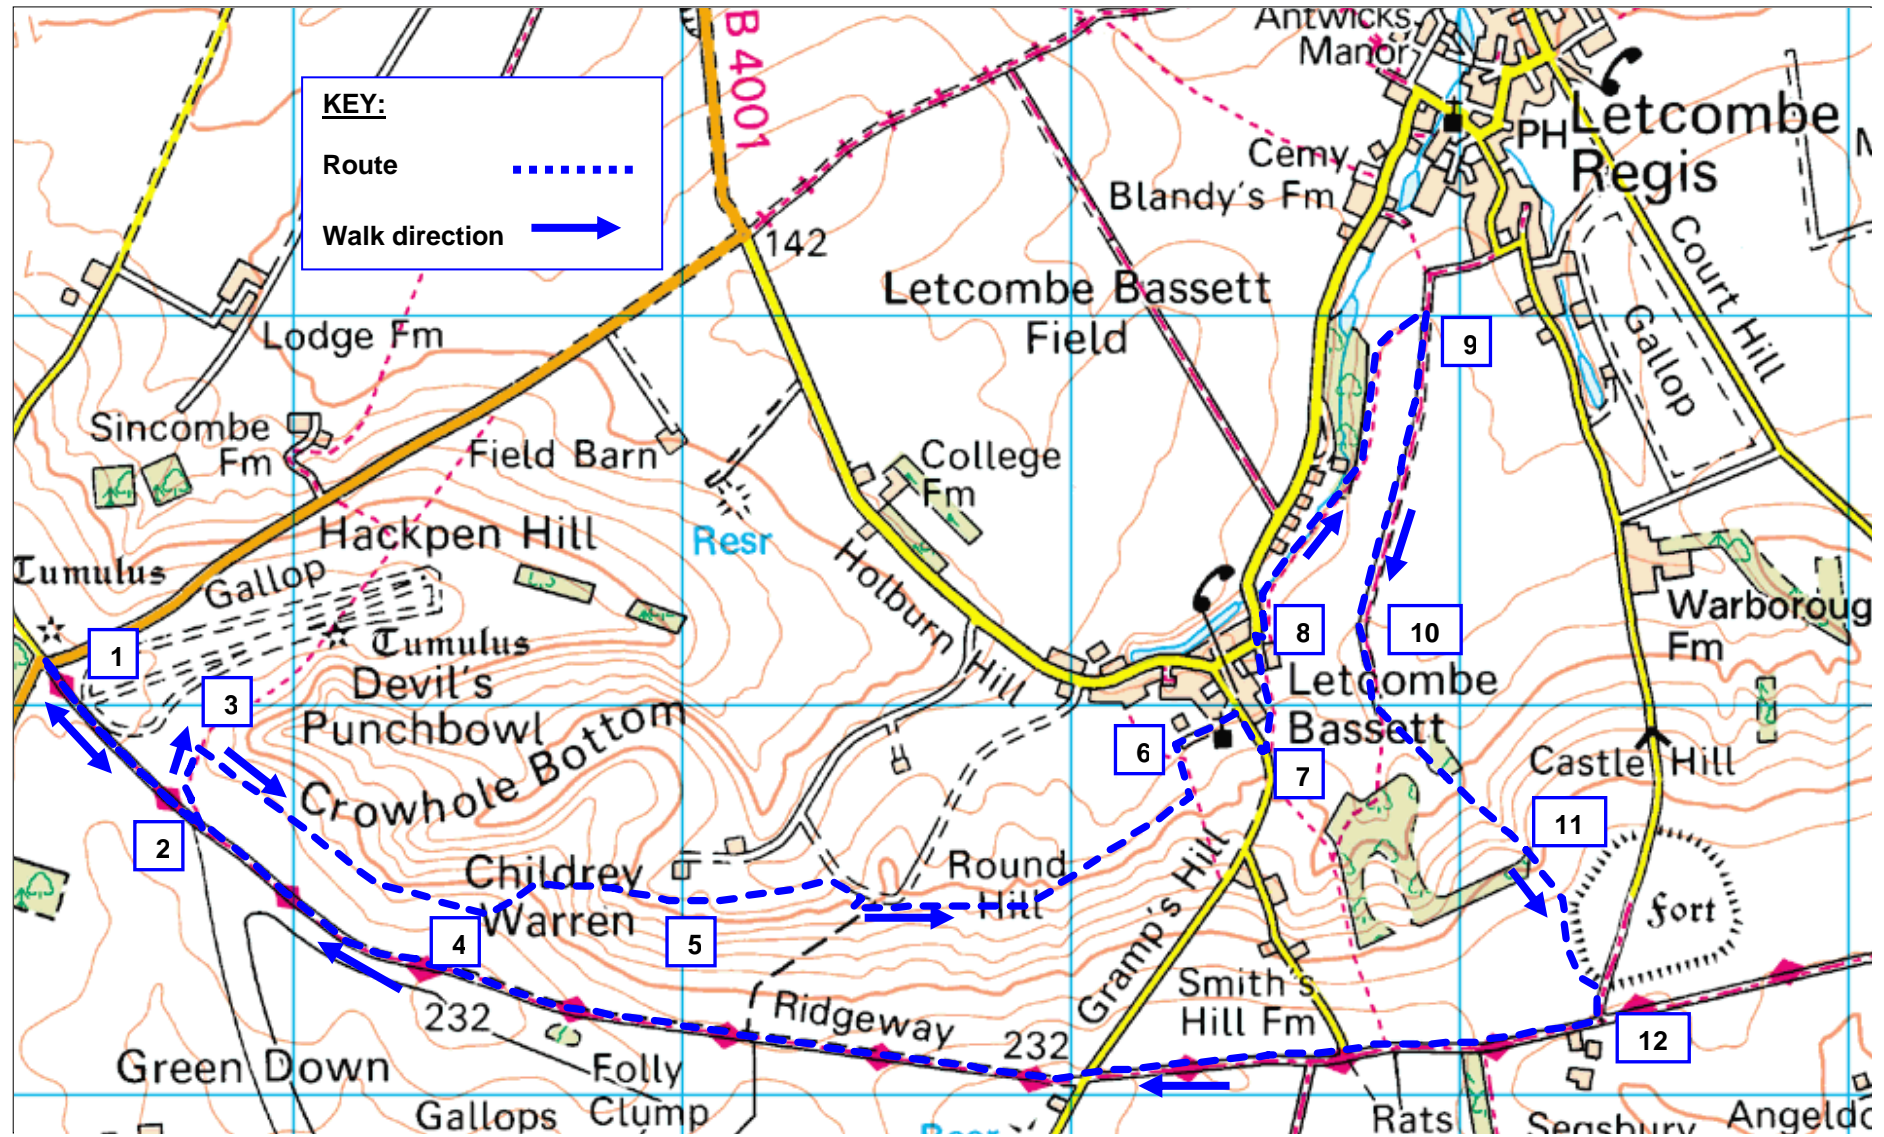 KEY:
Route
Walk direction
B 4001
Antwicks
Manor
PH
Letcombe
Regis
Cemy
Blandy's Fm
142
Letcombe Bassett
Field
Court Hill
Gallop
Lodge Fm
9
Sincombe
Fm
Field Barn
College
Fm
Resr
Hackpen Hill
Tumulus
Gallop
Holburn Hill
Tumulus
Devil's
Punchbowl
1
3
8
10
Warboroug
Fm
Letcombe
Bassett
6
7
Castle Hill
Crowhole Bottom
2
11
Childrey
Warren
Round
Hill
Gramp's Hill
Fort
4
5
Smith's
Hill Fm
232
Ridgeway
232
12
Green Down
Folly
Clump
Gallops
Resr
Rats
Segsbury
Angeldo